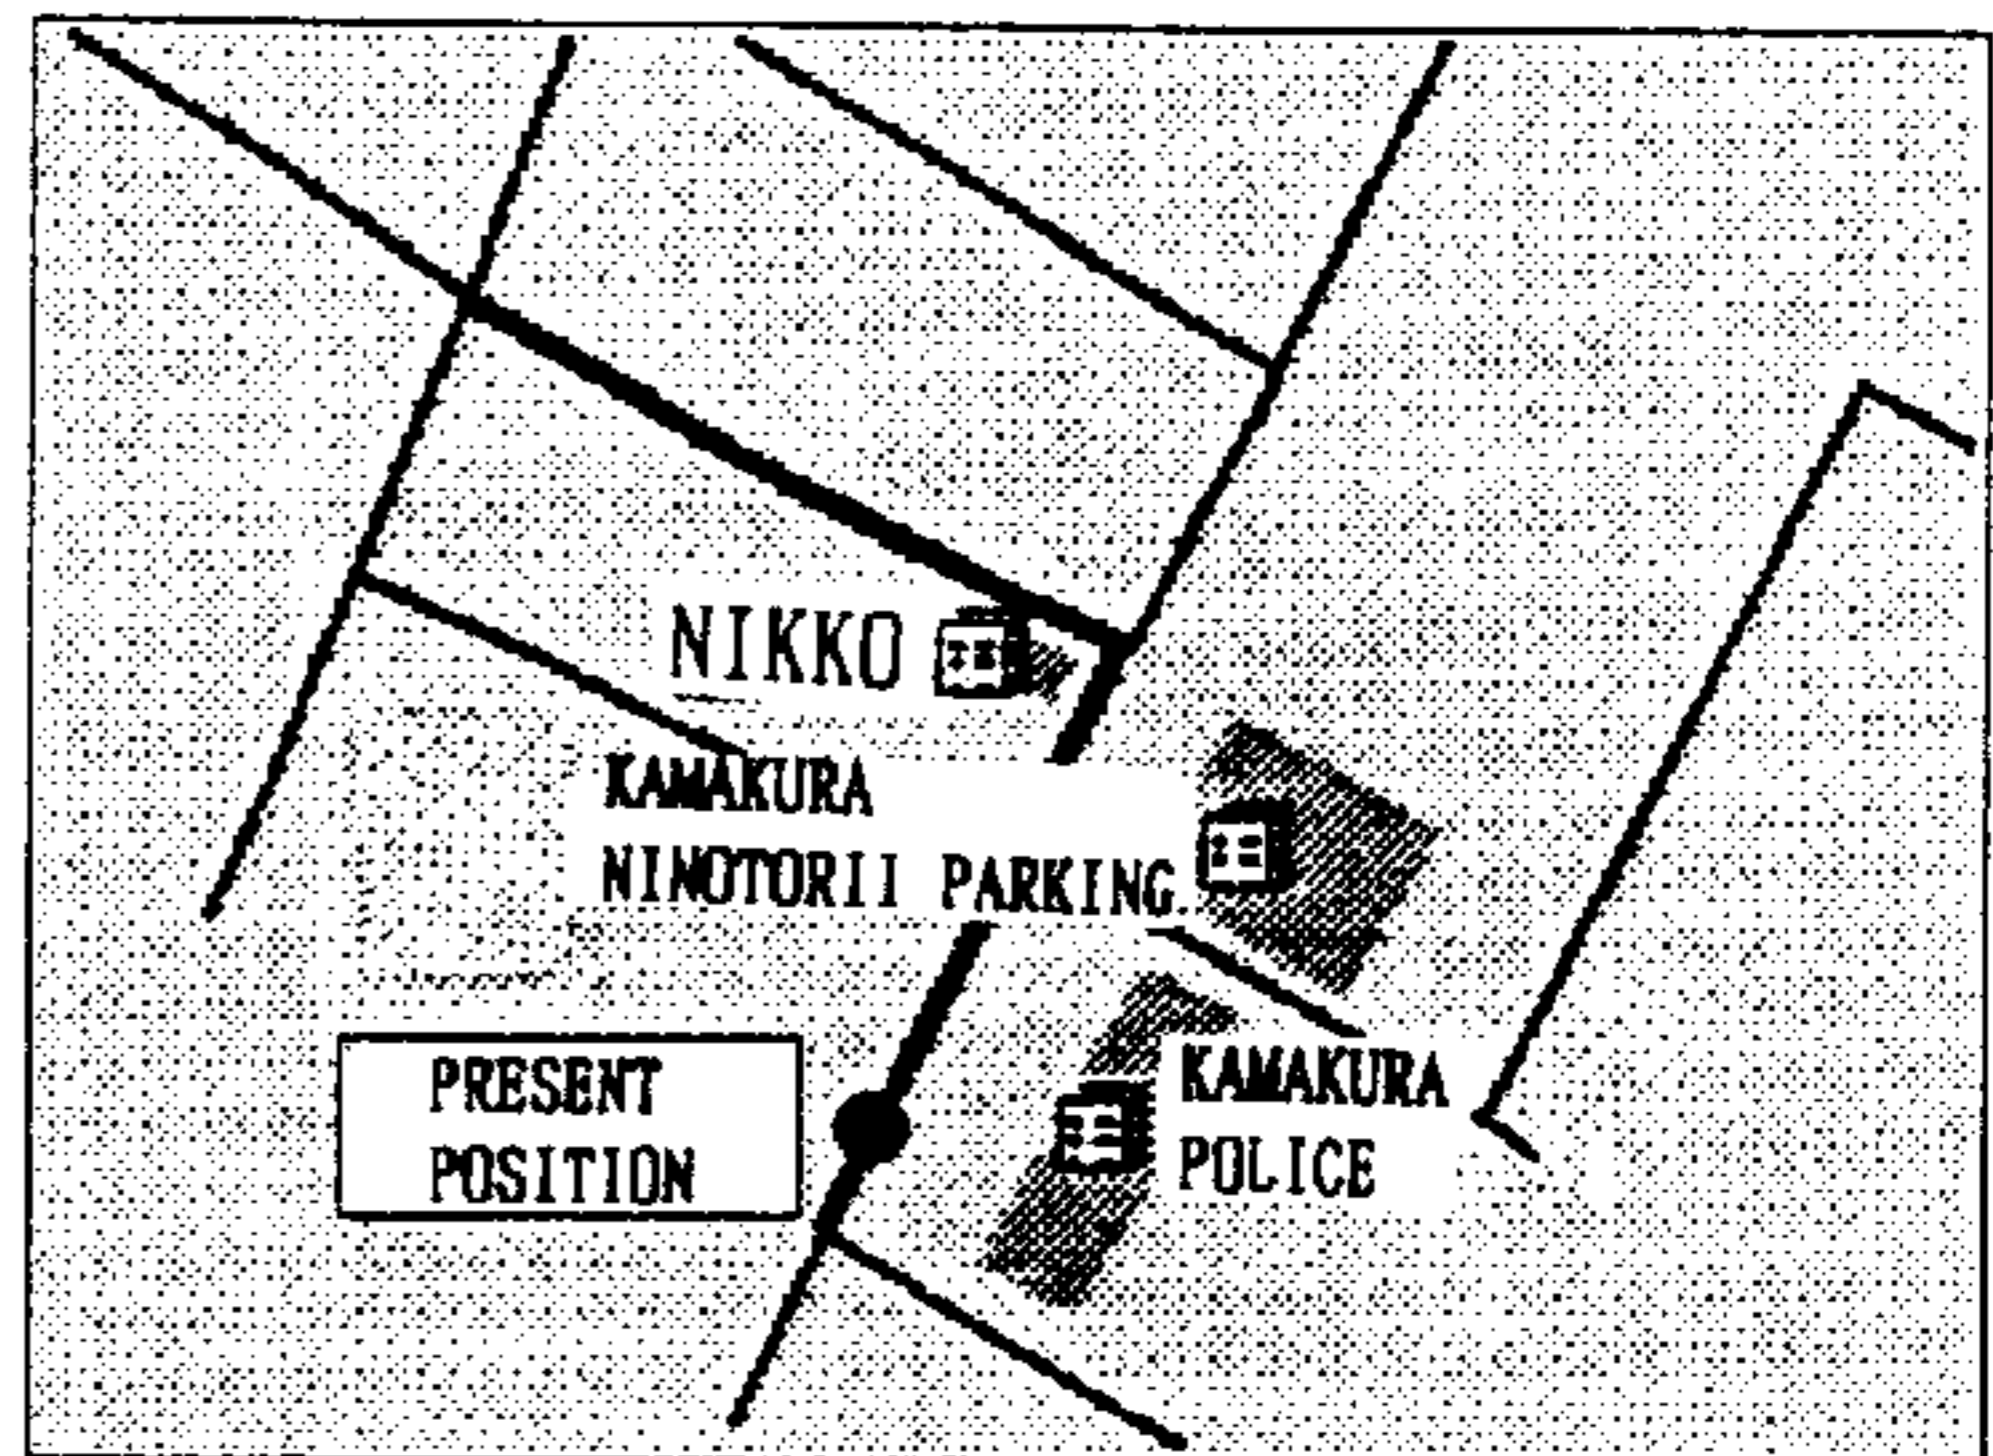 NIKKO
KAMAKURA
NINOTORII PARKING
PRESENT
POSITION
KAMAKURA
POLICE